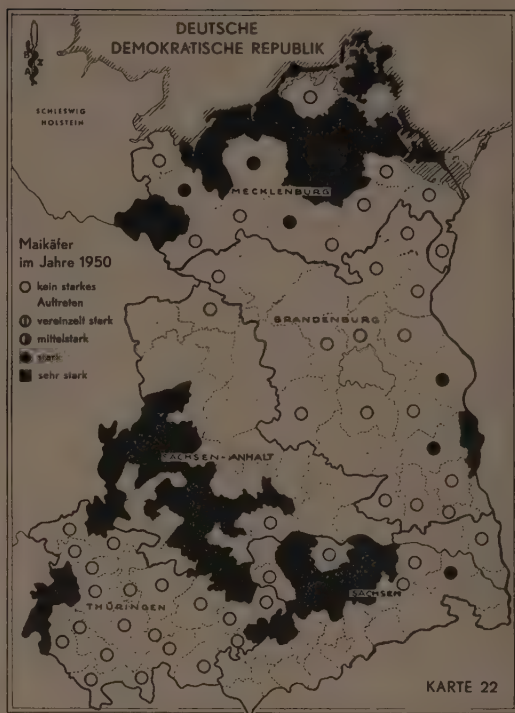 DEUTSCHE
DEMOKRATISCHE REPUBLIK
SCHLESWIG
HOLSTEIN
MECKLENBURG
Maikäfer
im Jahre 1950
kein starkes
Auftreten
vereinzelt stark
mittelstark
stark
sehr stark
BRANDENBURG
SACHSEN-ANHALT
THÜRINGEN
SACHSEN
KARTE 22